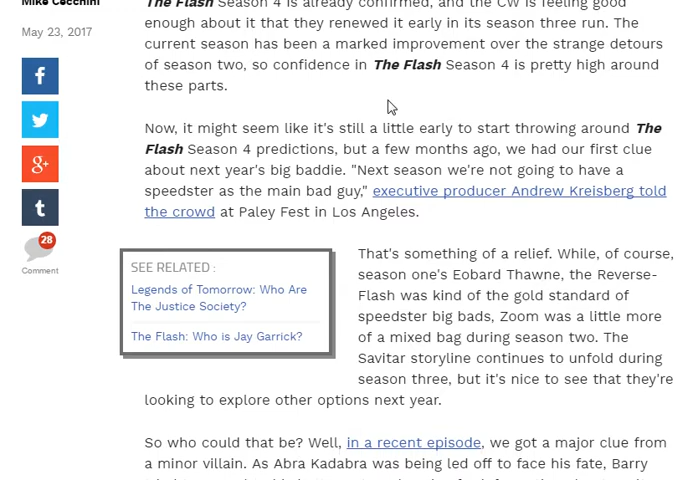 Mike Cecchini
The Flash Season 4 is already confirmed, and the CW is feeling good
May 23, 2017
enough about it that they renewed it early in its season three run. The
current season has been a marked improvement over the strange detours
of season two, so confidence in The Flash Season 4 is pretty high around
these parts.
Now, it might seem like it's still a little early to start throwing around The
Flash Season 4 predictions, but a few months ago, we had our first clue
about next year's big baddie. "Next season we're not going to have a
speedster as the main bad guy," executive producer Andrew Kreisberg told
the crowd at Paley Fest in Los Angeles.
f
g+
t
28
Comment
SEE RELATED :
Legends of Tomorrow: Who Are
The Justice Society?
The Flash: Who is Jay Garrick?
That's something of a relief. While, of course,
season one's Eobard Thawne, the Reverse-
Flash was kind of the gold standard of
speedster big bads, Zoom was a little more
of a mixed bag during season two. The
Savitar storyline continues to unfold during
season three, but it's nice to see that they're
looking to explore other options next year.
So who could that be? Well, in a recent episode, we got a major clue from
a minor villain. As Abra Kadabra was being led off to face his fate, Barry